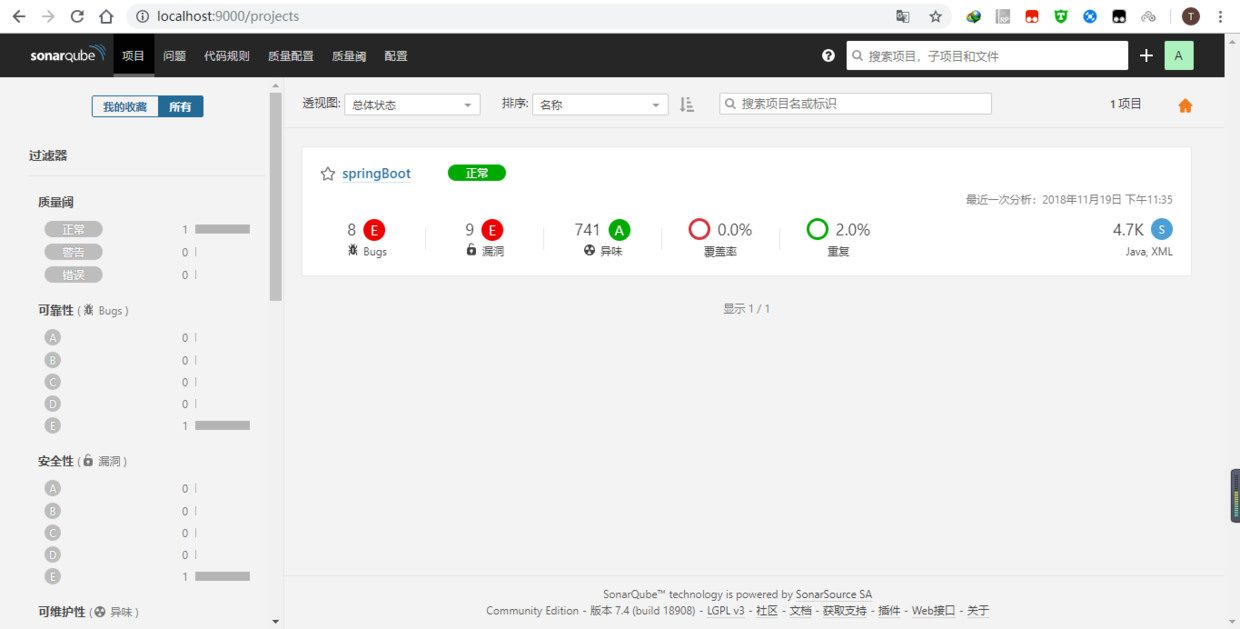 localhost:9000/projects
sonarqube 项目 问题 代码规则 质量配置 质量阈 配置 搜索项目，子项目和文件 A
我的收藏 所有 透视图: 总体状态 排序: 名称 搜索项目名或标识 1 项目
过滤器
springBoot 正常
最近一次分析：2018年11月19日 下午11:35
8 E 9 E 741 A 0.0% 2.0% 4.7K S
Bugs 漏洞 异味 覆盖率 重复 Java, XML
显示 1 / 1
质量阈
正常 1
警告 0
错误 0
可靠性 ( Bugs )
A 0
B 0
C 0
D 0
E 1
安全性 ( 漏洞 )
A 0
B 0
C 0
D 0
E 1
可维护性 ( 异味 )
SonarQube™ technology is powered by SonarSource SA
Community Edition - 版本 7.4 (build 18908) - LGPL v3 - 社区 - 文档 - 获取支持 - 插件 - Web接口 - 关于